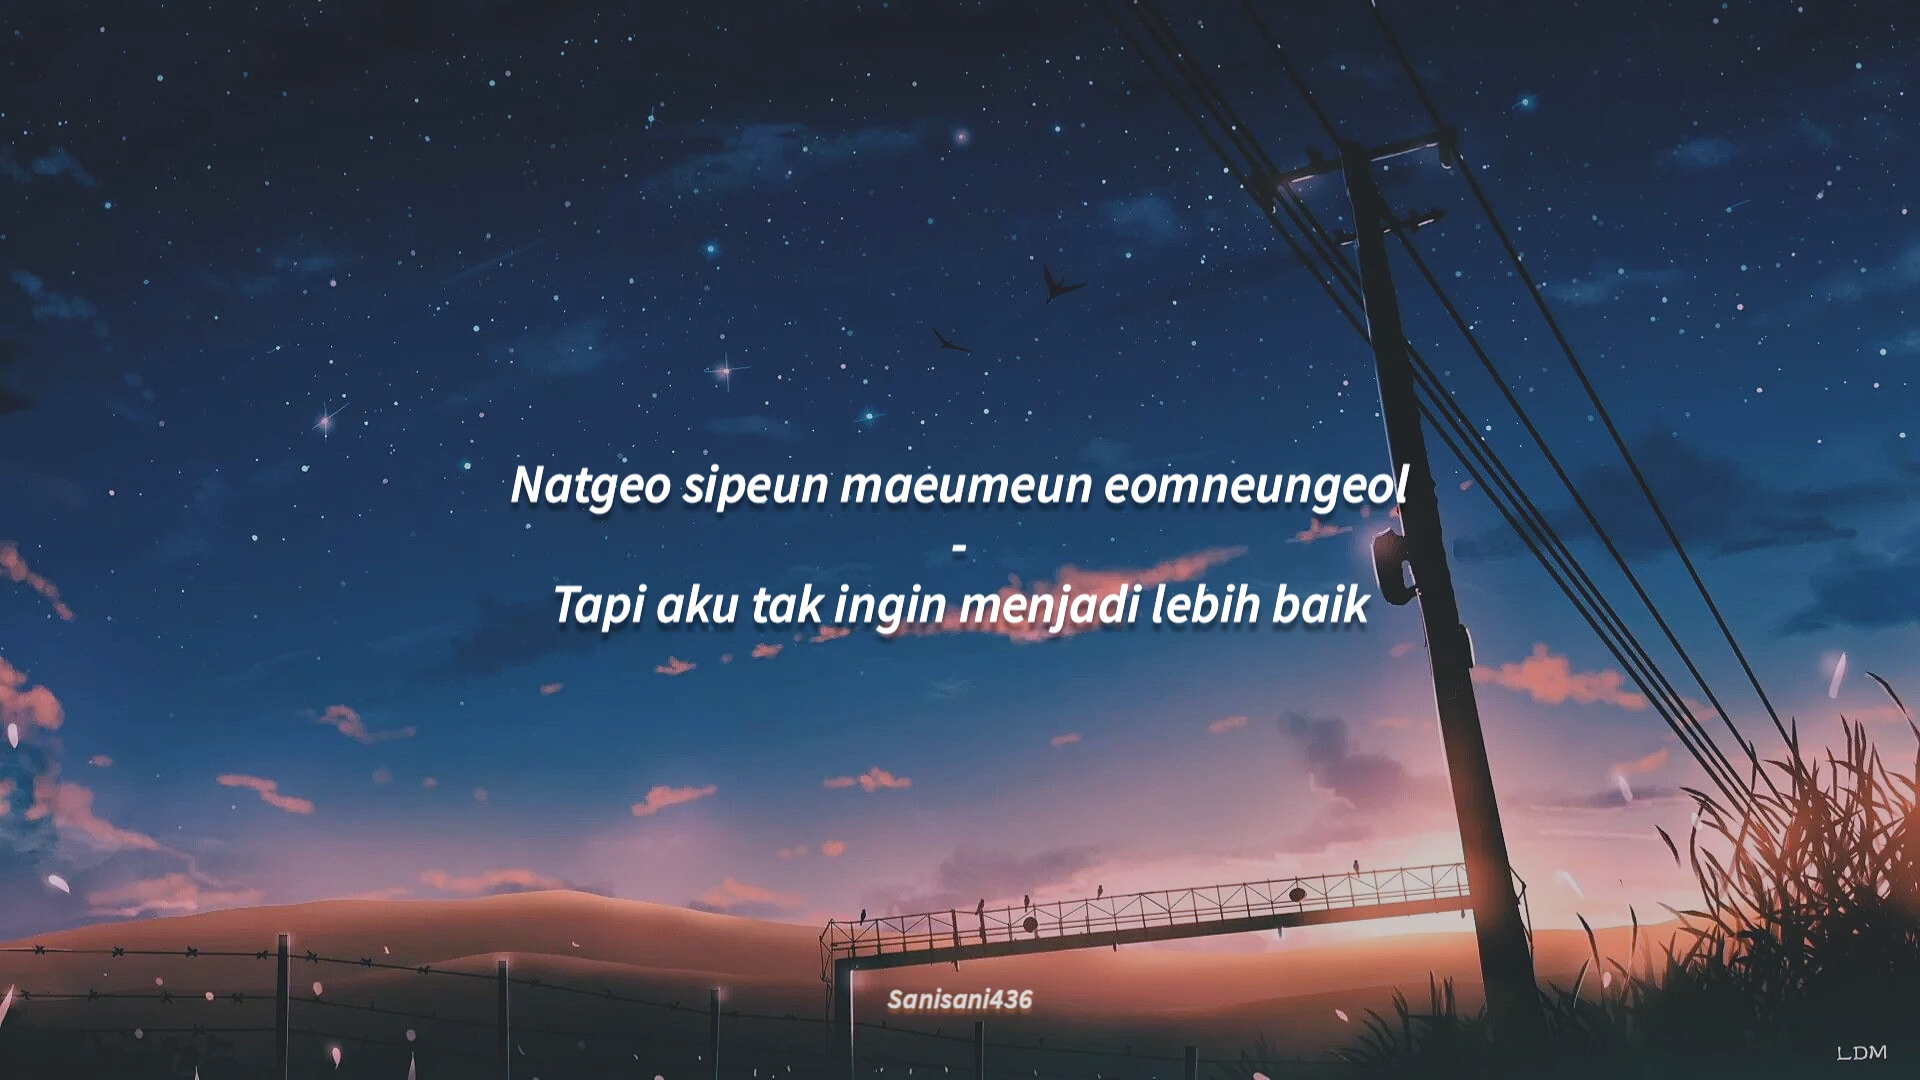 Natgeo sipeun maeumeun eomneungeol
-
Tapi aku tak ingin menjadi lebih baik
Sanisani436
LDM